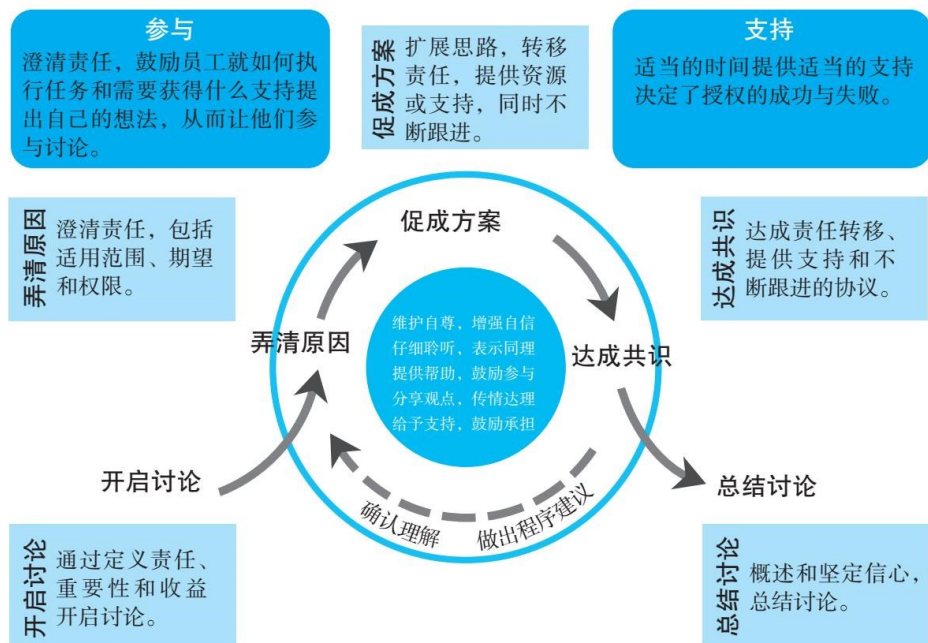 参与
澄清责任，鼓励员工就如何执
行任务和需要获得什么支持提
出自己的想法，从而让他们参
与讨论。
促成方案
扩展思路，转移
责任，提供资源
或支持，同时不
断跟进。
支持
适当的时间提供适当的支持
决定了授权的成功与失败。
弄清原因
澄清责任，包括
适用范围、期望
和权限。
促成方案
达成共识
达成责任转移、
提供支持和不
断跟进的协议。
弄清原因
维护自尊，增强自信
仔细聆听，表示同理
提供帮助，鼓励参与
分享观点，传情达理
给予支持，鼓励承担
达成共识
开启讨论
确认理解
做出程序建议
总结讨论
开启讨论
通过定义责任、
重要性和收益
开启讨论。
总结讨论
概述和坚定信心，
总结讨论。